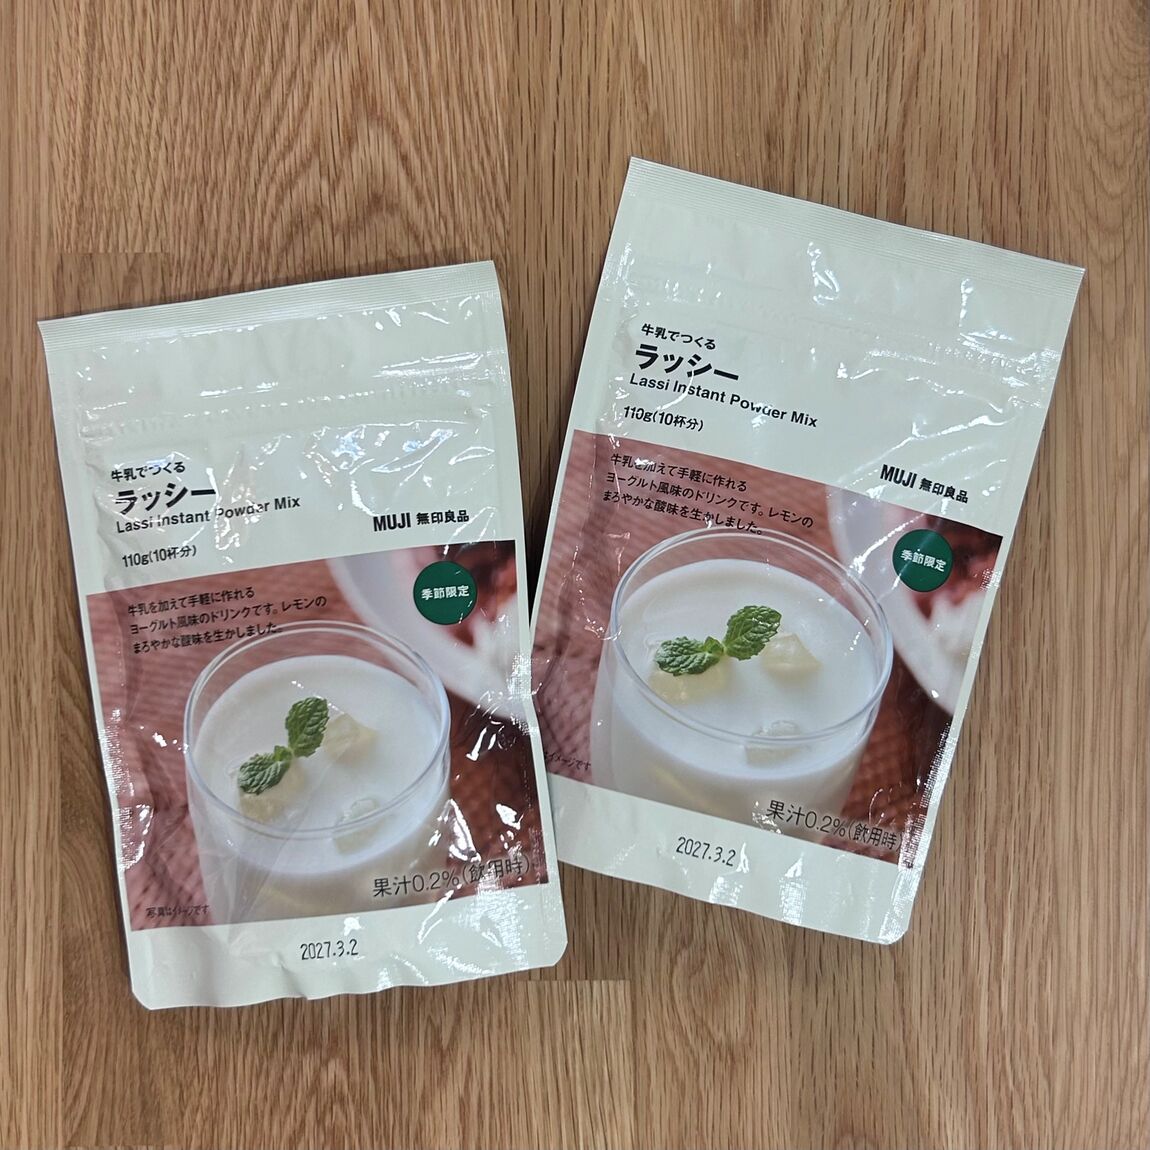 牛乳でつくる
ラッシー
Lassi Instant Powder Mix
110g(10杯分)
MUJI 無印良品
季節限定
牛乳を加えて手軽に作れる
ヨーグルト風味のドリンクです。レモンの
まろやかな酸味を生かしました。
果汁0.2%(飲用時)
写真はイメージです
2027.3.2
牛乳でつくる
ラッシー
Lassi Instant Powder Mix
110g(10杯分)
MUJI 無印良品
季節限定
牛乳を加えて手軽に作れる
ヨーグルト風味のドリンクです。レモンの
まろやかな酸味を生かしました。
イメージです
果汁0.2%(飲用時)
2027.3.2